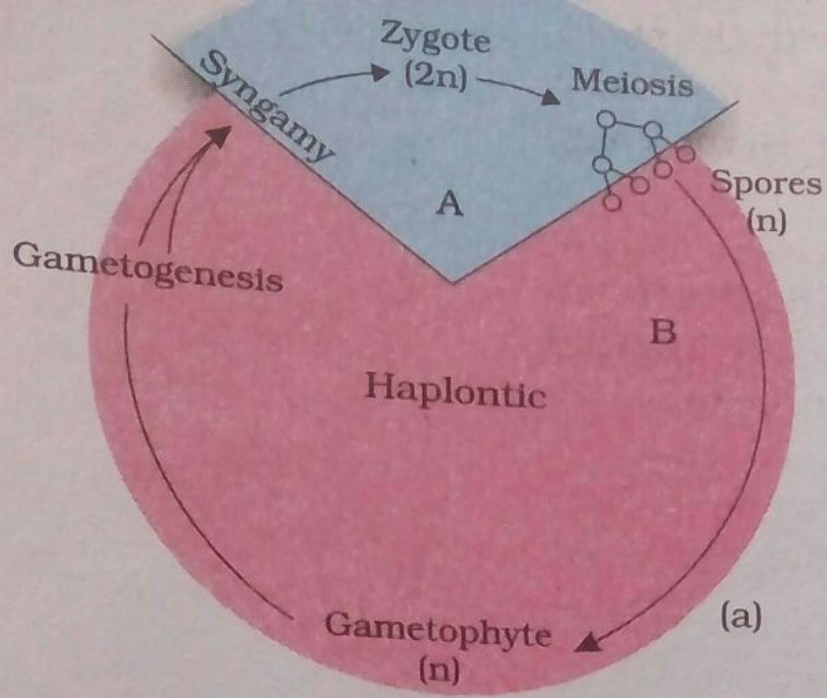 Zygote
(2n)
Syngamy
Meiosis
A
Spores
(n)
Gametogenesis
B
Haplontic
Gametophyte
(n)
(a)